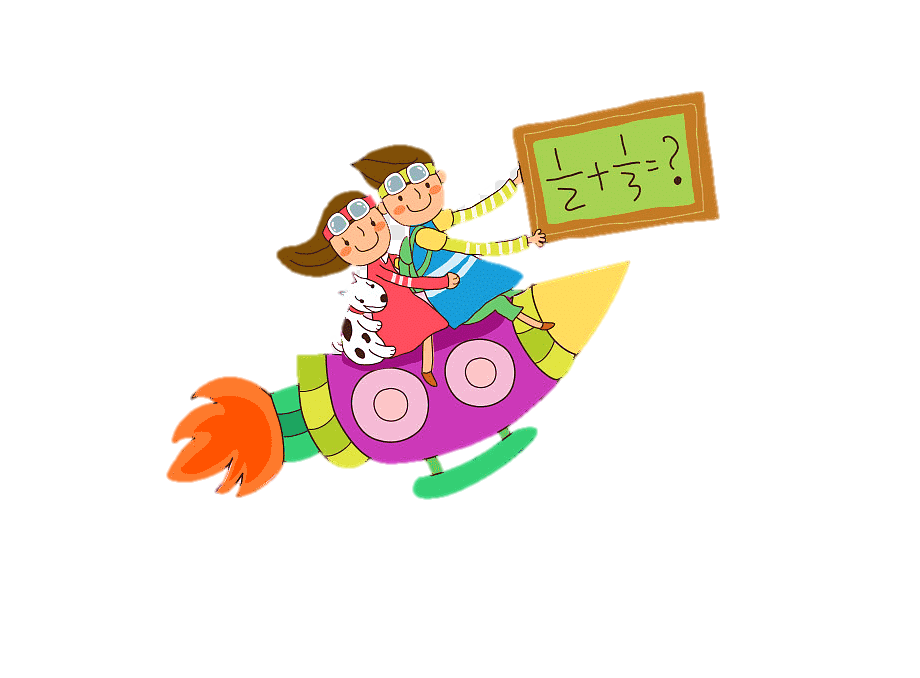 1/2 + 1/3 = ?